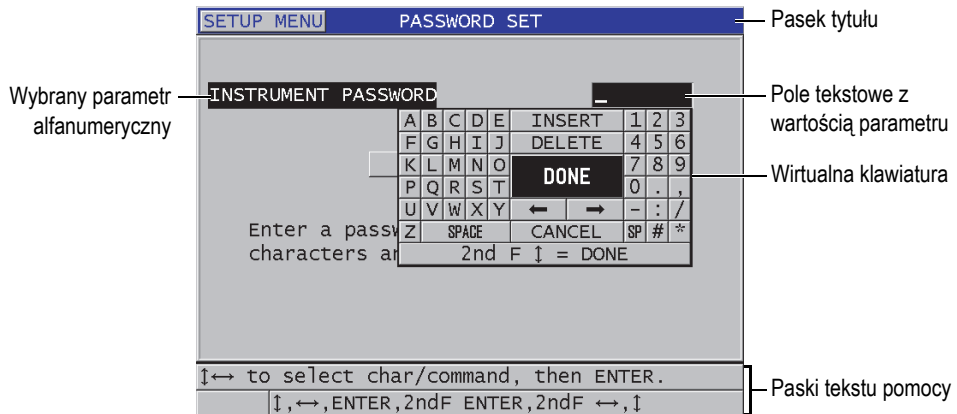 SETUP MENU PASSWORD SET
Pasek tytułu
Wybrany parametr
alfanumeryczny
INSTRUMENT PASSWORD _
Pole tekstowe z
wartością parametru
A B C D E INSERT 1 2 3
F G H I J DELETE 4 5 6
K L M N O DONE 7 8 9
P Q R S T 0 . ,
U V W X Y ← → - : /
Z SPACE CANCEL SP # *
2nd F ↕ = DONE
Wirtualna klawiatura
Enter a passw
characters ar
↕↔ to select char/command, then ENTER.
↕,↔,ENTER,2ndF ENTER,2ndF ↔,↕
Paski tekstu pomocy